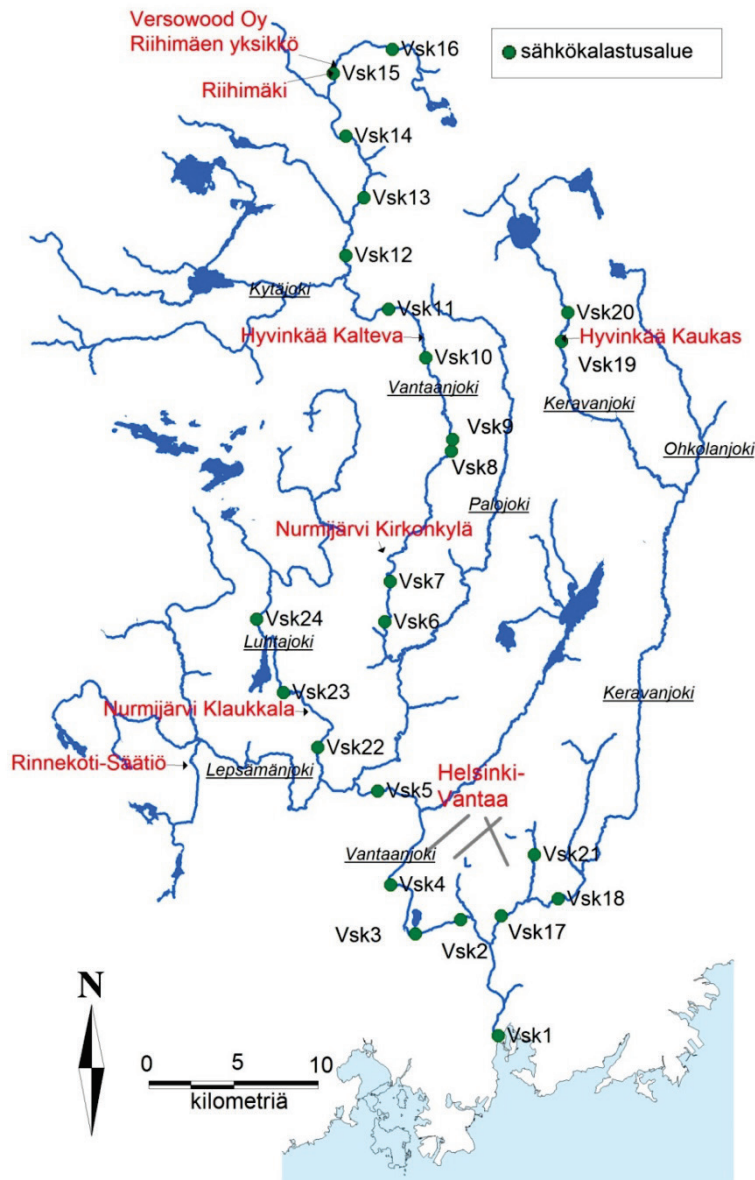 Versowood Oy
Riihimäen yksikkö
Vsk16
sähkökalastusalue
Vsk15
Riihimäki
Vsk14
Vsk13
Vsk12
Kytäjoki
Vsk11
Vsk20
Hyvinkää Kalteva
Hyvinkää Kaukas
Vsk10
Vsk19
Vantaanjoki
Keravanjoki
Vsk9
Ohkolanjoki
Vsk8
Palojoki
Nurmijärvi Kirkonkylä
Vsk7
Vsk24
Vsk6
Luhtajoki
Vsk23
Keravanjoki
Nurmijärvi Klaukkala
Vsk22
Rinnekoti-Säätiö
Lepsämänjoki
Helsinki-
Vantaa
Vsk5
Vantaanjoki
Vsk21
Vsk4
Vsk18
Vsk3
Vsk2
Vsk17
N
Vsk1
0 5 10
kilometriä